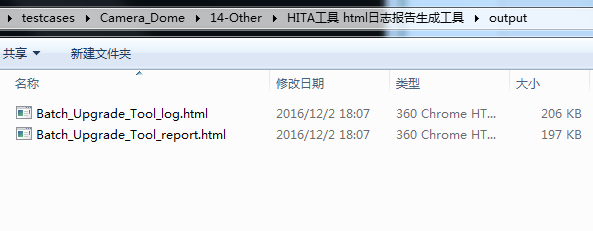 testcases ▸ Camera_Dome ▸ 14-Other ▸ HITA工具 html日志报告生成工具 ▸ output
共享 新建文件夹
名称 修改日期 类型 大小
Batch_Upgrade_Tool_log.html 2016/12/2 18:07 360 Chrome HT... 206 KB
Batch_Upgrade_Tool_report.html 2016/12/2 18:07 360 Chrome HT... 197 KB